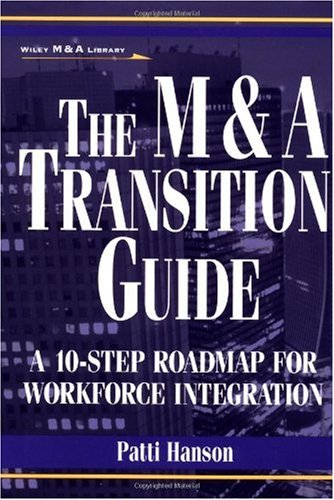 WILEY M&A LIBRARY
THE M&A
TRANSITION
GUIDE
A 10-STEP ROADMAP FOR
WORKFORCE INTEGRATION
Patti Hanson